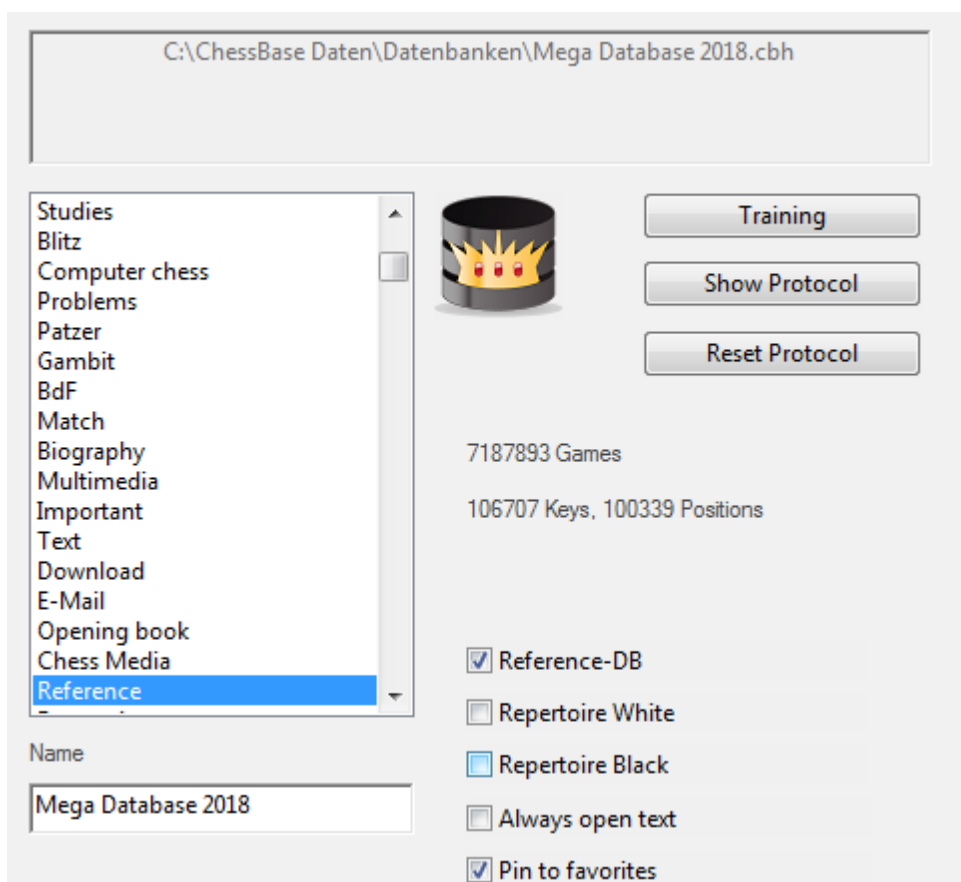 C:\ChessBase Daten\Datenbanken\Mega Database 2018.cbh
Studies
Blitz
Computer chess
Problems
Patzer
Gambit
BdF
Match
Biography
Multimedia
Important
Text
Download
E-Mail
Opening book
Chess Media
Reference
Name
Mega Database 2018
Training
Show Protocol
Reset Protocol
7187893 Games
106707 Keys, 100339 Positions
Reference-DB
Repertoire White
Repertoire Black
Always open text
Pin to favorites